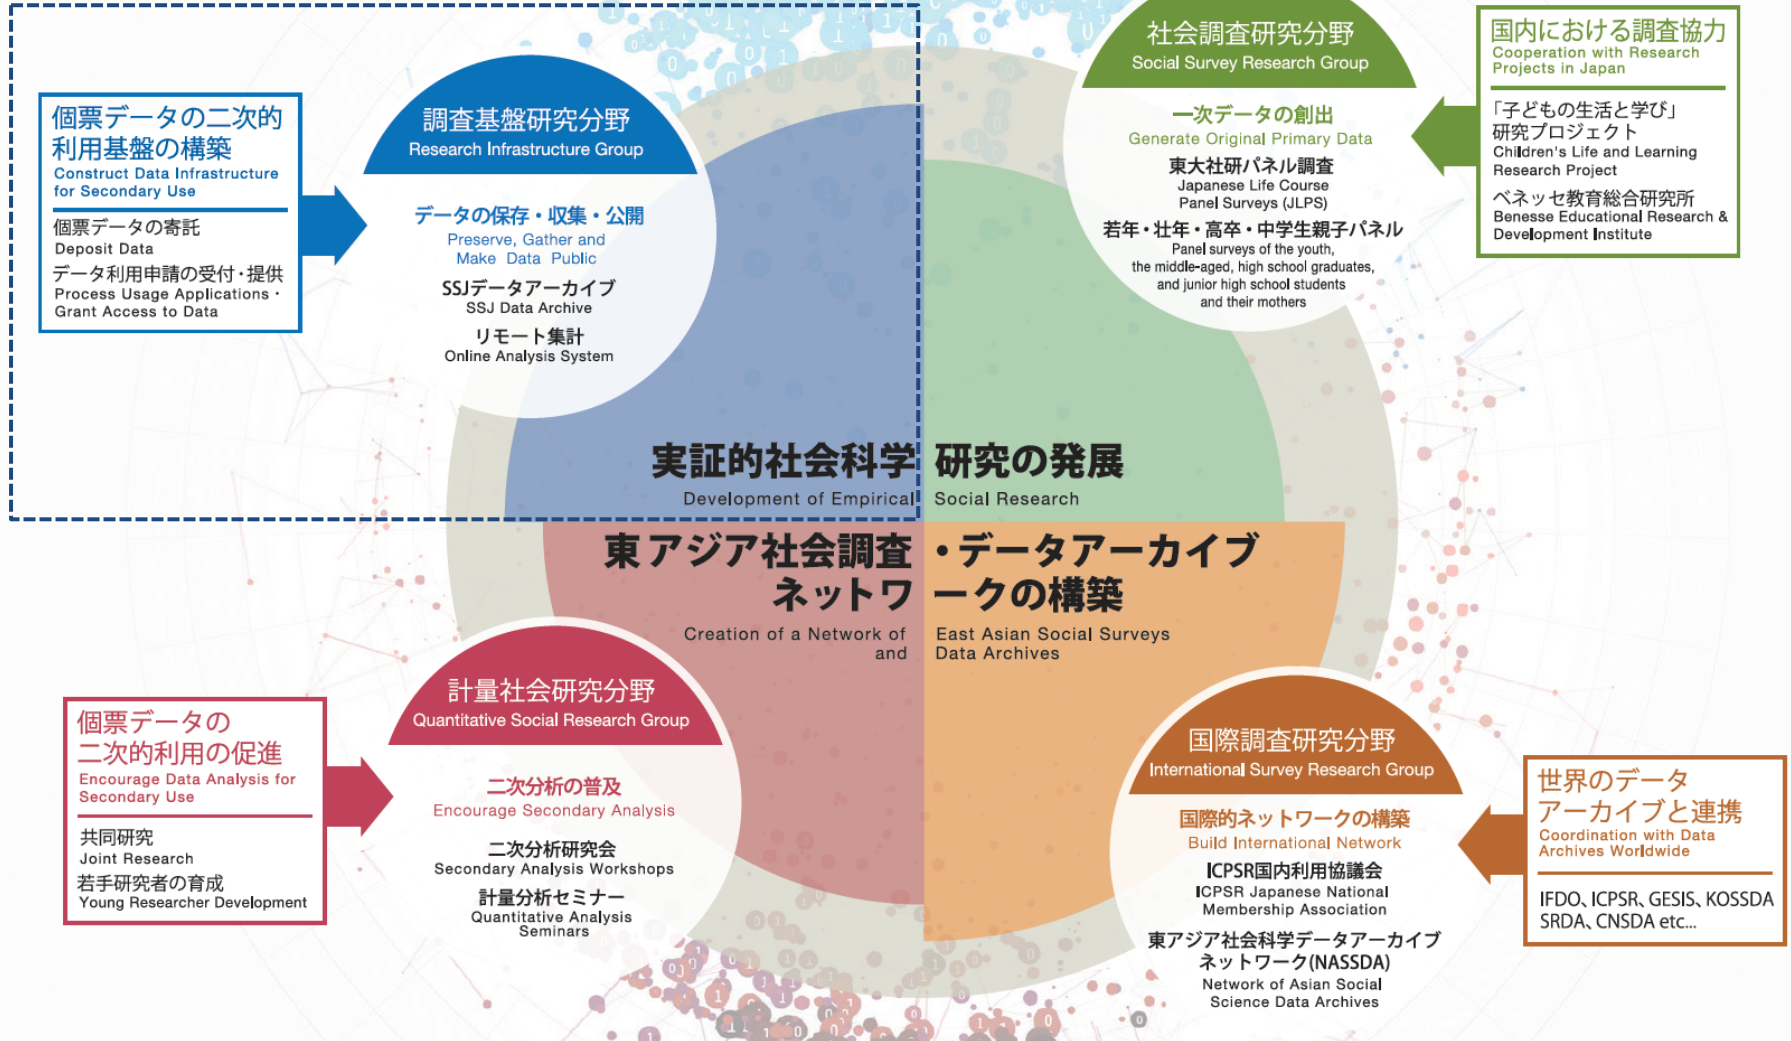 個票データの二次的
利用基盤の構築
Construct Data Infrastructure
for Secondary Use
個票データの寄託
Deposit Data
データ利用申請の受付・提供
Process Usage Applications・
Grant Access to Data
調査基盤研究分野
Research Infrastructure Group
データの保存・収集・公開
Preserve, Gather and
Make Data Public
SSJデータアーカイブ
SSJ Data Archive
リモート集計
Online Analysis System
社会調査研究分野
Social Survey Research Group
一次データの創出
Generate Original Primary Data
東大社研パネル調査
Japanese Life Course
Panel Surveys (JLPS)
若年・壮年・高卒・中学生親子パネル
Panel surveys of the youth,
the middle-aged, high school graduates,
and junior high school students
and their mothers
国内における調査協力
Cooperation with Research
Projects in Japan
「子どもの生活と学び」
研究プロジェクト
Children's Life and Learning
Research Project
ベネッセ教育総合研究所
Benesse Educational Research &
Development Institute
実証的社会科学 研究の発展
Development of Empirical Social Research
東アジア社会調査・データアーカイブ
ネットワークの構築
Creation of a Network of East Asian Social Surveys
and Data Archives
個票データの
二次的利用の促進
Encourage Data Analysis for
Secondary Use
共同研究
Joint Research
若手研究者の育成
Young Researcher Development
計量社会研究分野
Quantitative Social Research Group
二次分析の普及
Encourage Secondary Analysis
二次分析研究会
Secondary Analysis Workshops
計量分析セミナー
Quantitative Analysis
Seminars
国際調査研究分野
International Survey Research Group
国際的ネットワークの構築
Build International Network
ICPSR国内利用協議会
ICPSR Japanese National
Membership Association
東アジア社会科学データアーカイブ
ネットワーク(NASSDA)
Network of Asian Social
Science Data Archives
世界のデータ
アーカイブと連携
Coordination with Data
Archives Worldwide
IFDO、ICPSR、GESIS、KOSSDA
SRDA、CNSDA etc...